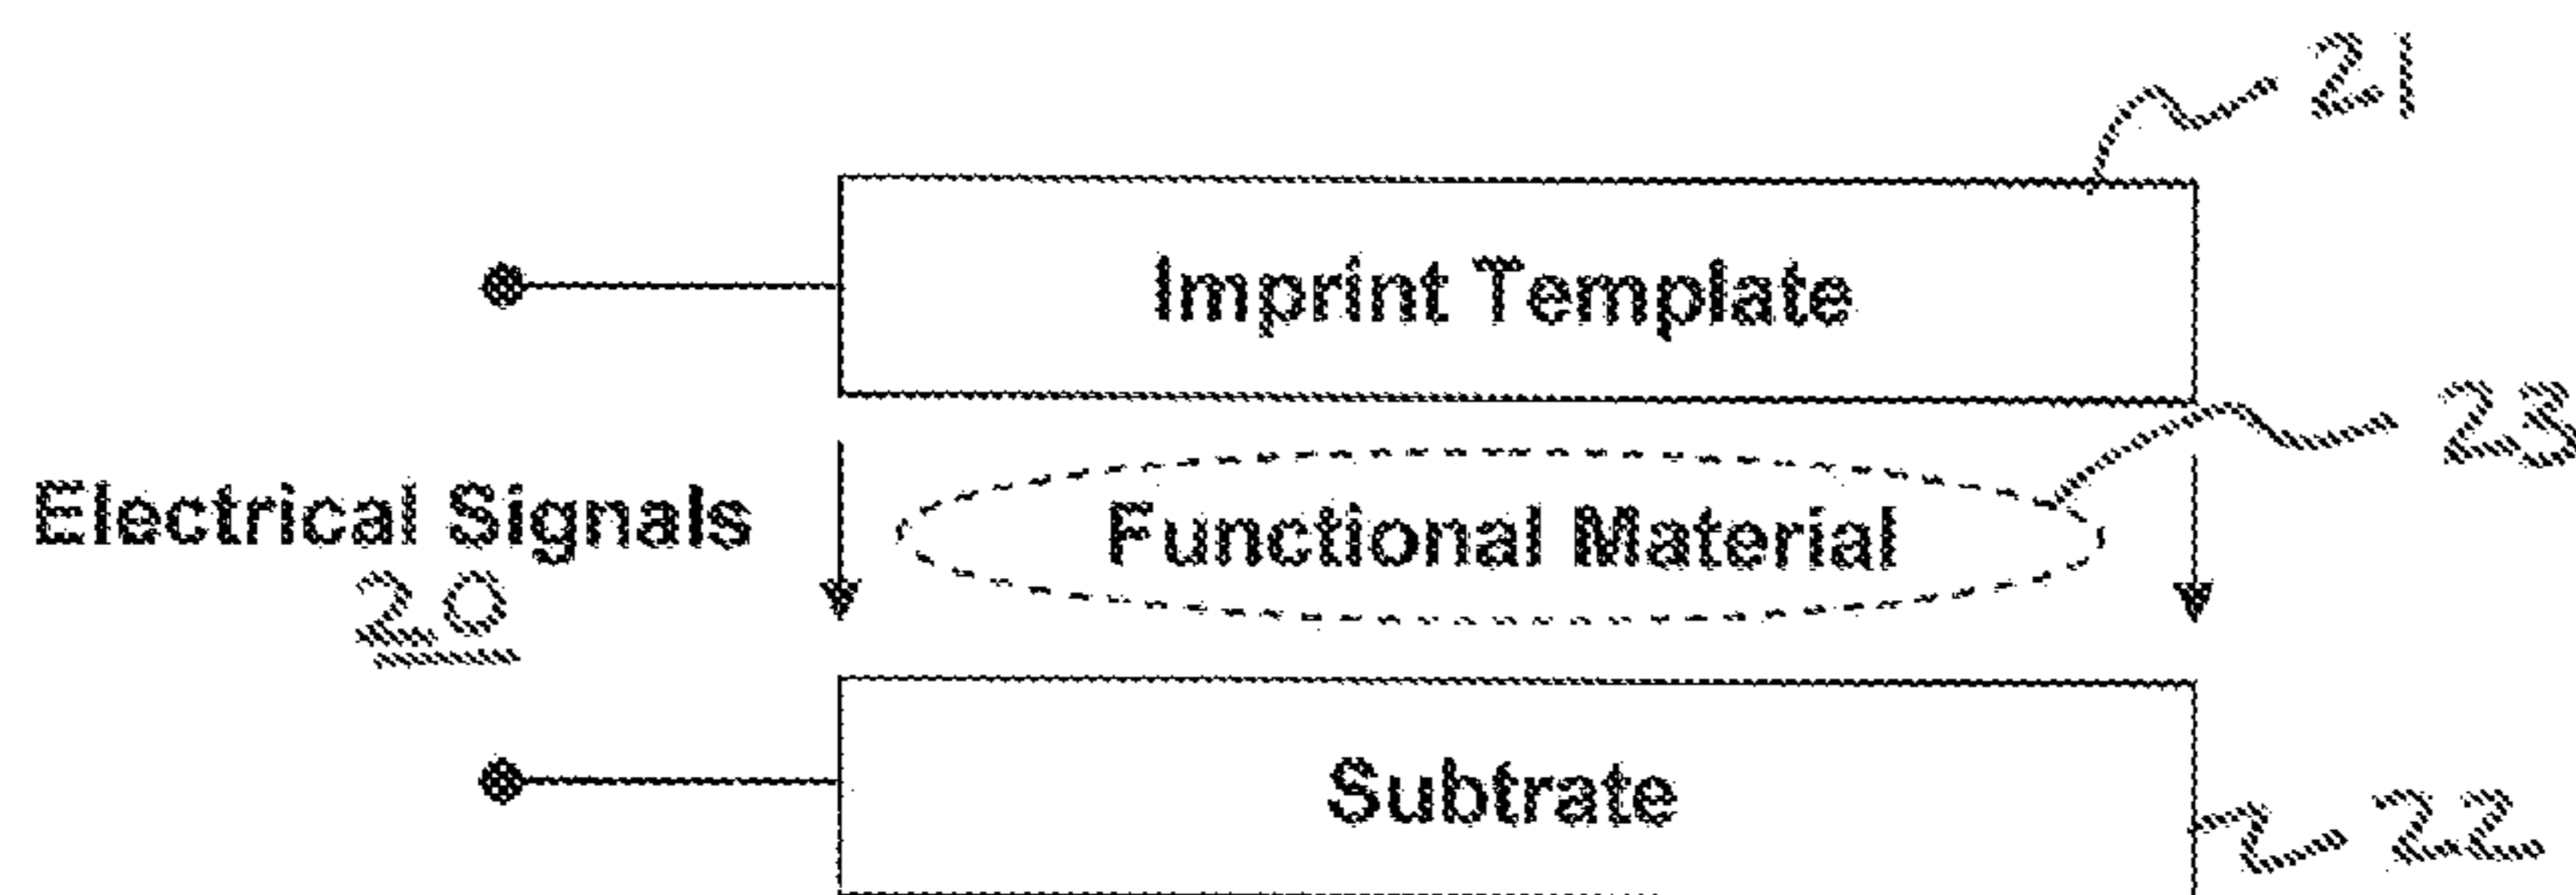 21
Imprint Template
23
Electrical Signals
Functional Material
20
Subtrate
22